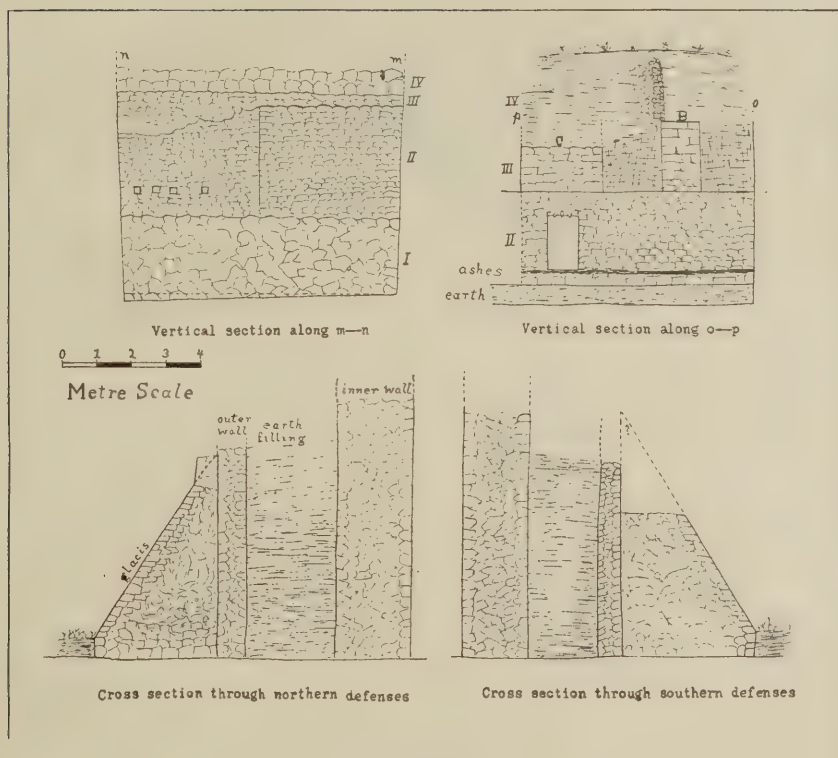 n
m
IV
III
II
I
Vertical section along m—n
IV
p
o
B
C
III
II
ashes
earth
Vertical section along o—p
0 1 2 3 4
Metre Scale
outer
wall
earth
filling
inner wall
glacis
Cross section through northern defenses
Cross section through southern defenses